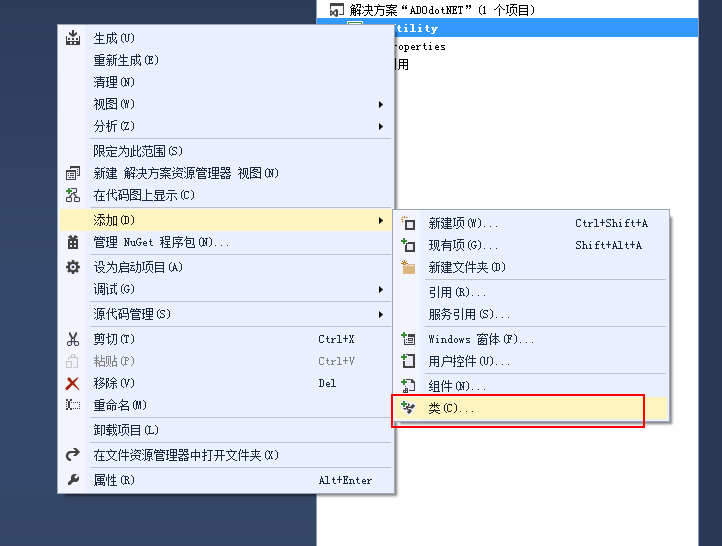 解决方案“ADOdotNET”(1 个项目)
tility
roperties
用
生成(U)
重新生成(E)
清理(N)
视图(W)
分析(Z)
限定为此范围(S)
新建 解决方案资源管理器 视图(N)
在代码图上显示(C)
添加(D)
管理 NuGet 程序包(N)...
设为启动项目(A)
调试(G)
源代码管理(S)
剪切(T) Ctrl+X
粘贴(P) Ctrl+V
移除(V) Del
重命名(M)
卸载项目(L)
在文件资源管理器中打开文件夹(X)
属性(R) Alt+Enter
新建项(W)... Ctrl+Shift+A
现有项(G)... Shift+Alt+A
新建文件夹(D)
引用(R)...
服务引用(S)...
Windows 窗体(F)...
用户控件(U)...
组件(N)...
类(C)...